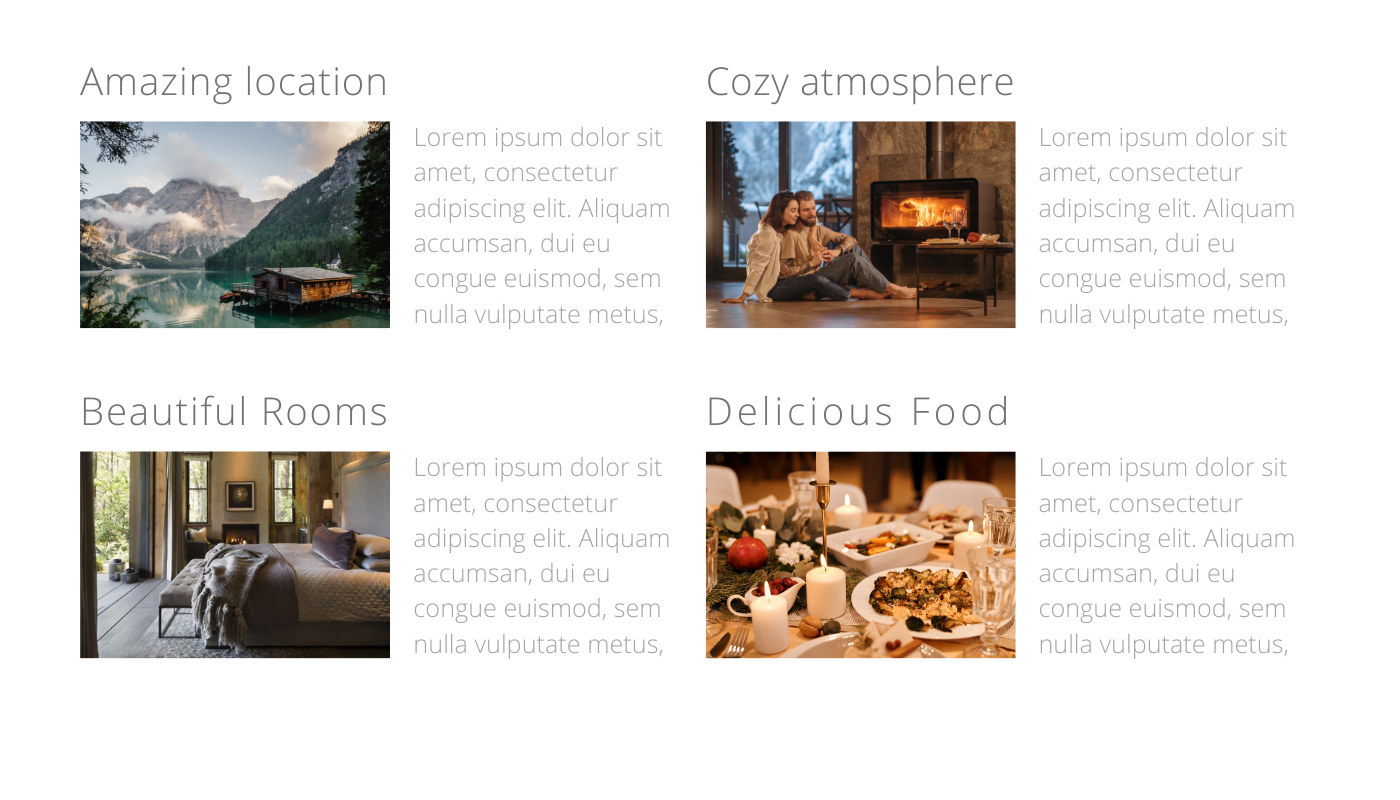 Amazing location
Lorem ipsum dolor sit
amet, consectetur
adipiscing elit. Aliquam
accumsan, dui eu
congue euismod, sem
nulla vulputate metus,
Cozy atmosphere
Lorem ipsum dolor sit
amet, consectetur
adipiscing elit. Aliquam
accumsan, dui eu
congue euismod, sem
nulla vulputate metus,
Beautiful Rooms
Lorem ipsum dolor sit
amet, consectetur
adipiscing elit. Aliquam
accumsan, dui eu
congue euismod, sem
nulla vulputate metus,
Delicious Food
Lorem ipsum dolor sit
amet, consectetur
adipiscing elit. Aliquam
accumsan, dui eu
congue euismod, sem
nulla vulputate metus,